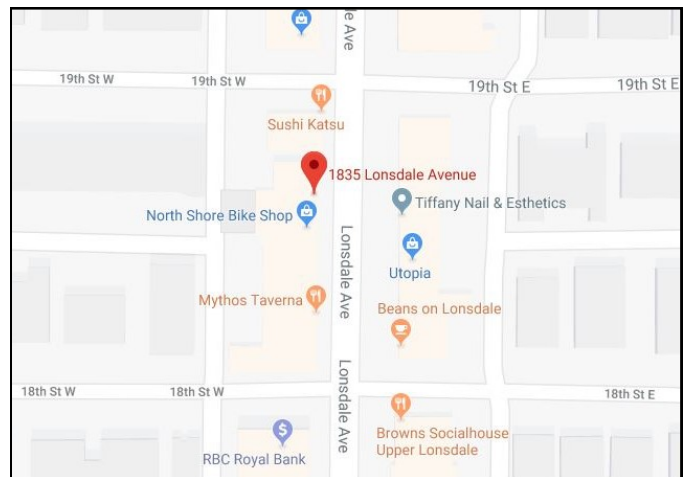 le Ave
19th St W
19th St W
19th St E
19th St E
Sushi Katsu
1835 Lonsdale Avenue
Tiffany Nail & Esthetics
North Shore Bike Shop
Lonsdale Ave
Utopia
Mythos Taverna
Beans on Lonsdale
18th St W
18th St W
Lonsdale Ave
18th St E
$
RBC Royal Bank
Browns Socialhouse
Upper Lonsdale